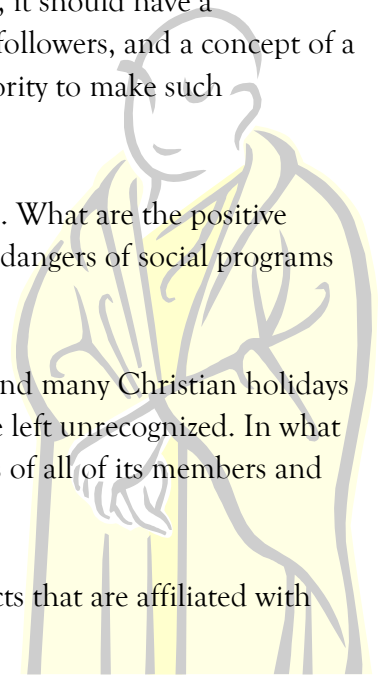 , it should have a
followers, and a concept of a
ority to make such
. What are the positive
dangers of social programs
nd many Christian holidays
e left unrecognized. In what
s of all of its members and
cts that are affiliated with